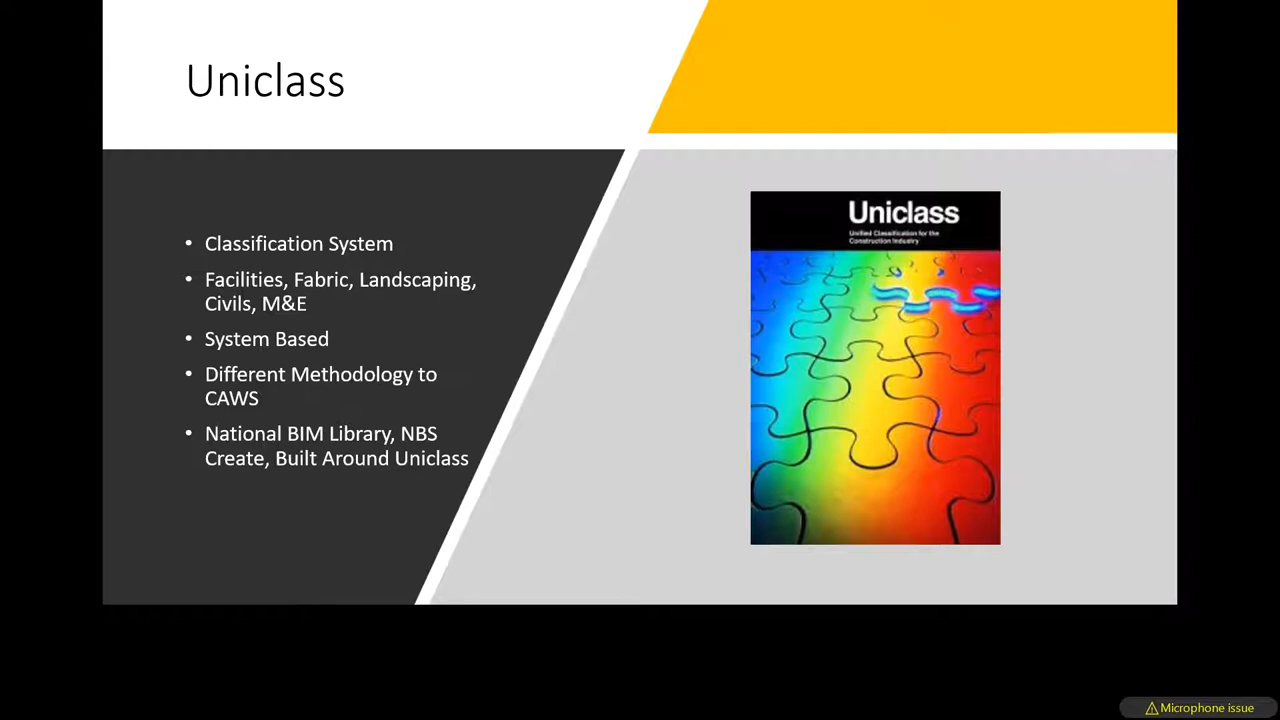 Uniclass
• Classification System
• Facilities, Fabric, Landscaping,
Civils, M&E
• System Based
• Different Methodology to
CAWS
• National BIM Library, NBS
Create, Built Around Uniclass
Uniclass
Unified Classification for the
Construction Industry
Microphone issue